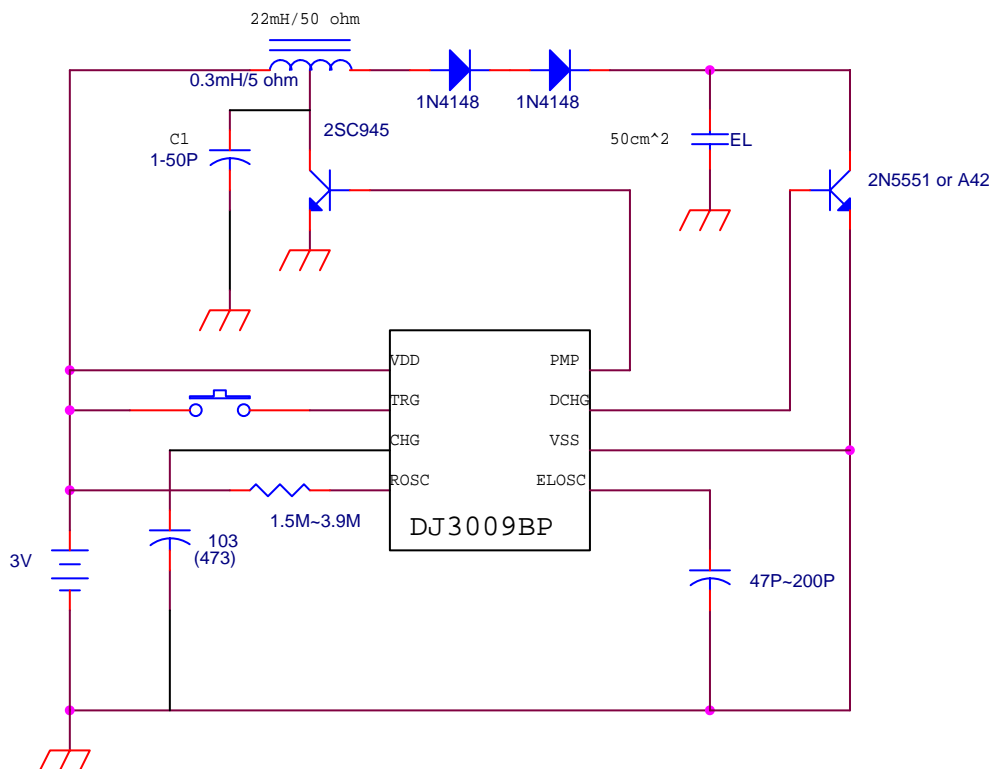 22mH/50 ohm
0.3mH/5 ohm
1N4148
1N4148
2SC945
C1
1-50P
50cm^2
EL
2N5551 or A42
VDD
PMP
TRG
DCHG
CHG
VSS
ROSC
ELOSC
DJ3009BP
1.5M~3.9M
103
(473)
3V
47P~200P